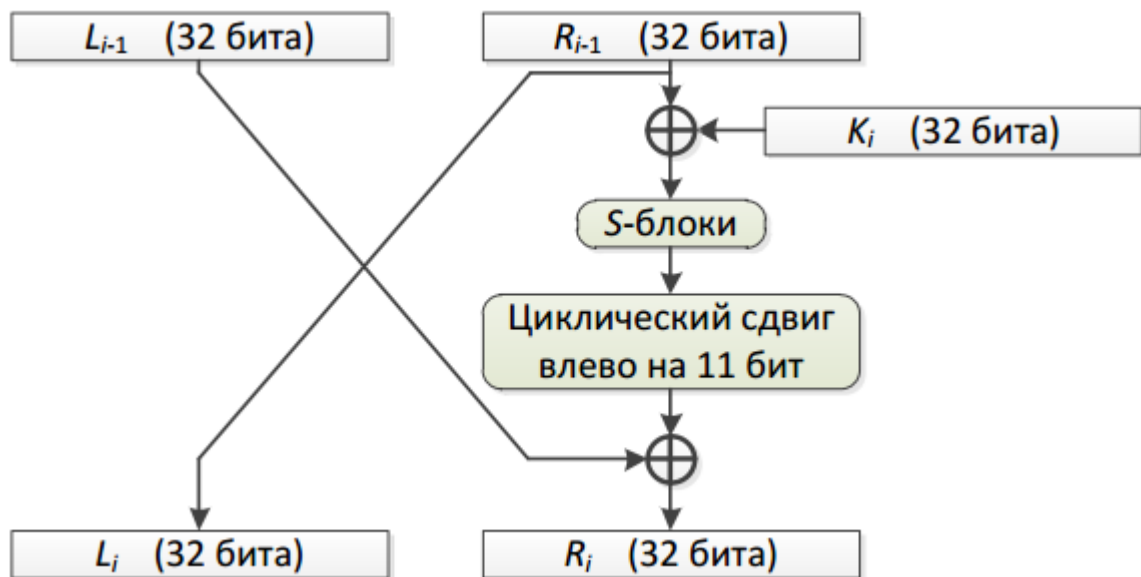 Li-1 (32 бита)
Ri-1 (32 бита)
Ki (32 бита)
S-блоки
Циклический сдвиг
влево на 11 бит
Li (32 бита)
Ri (32 бита)